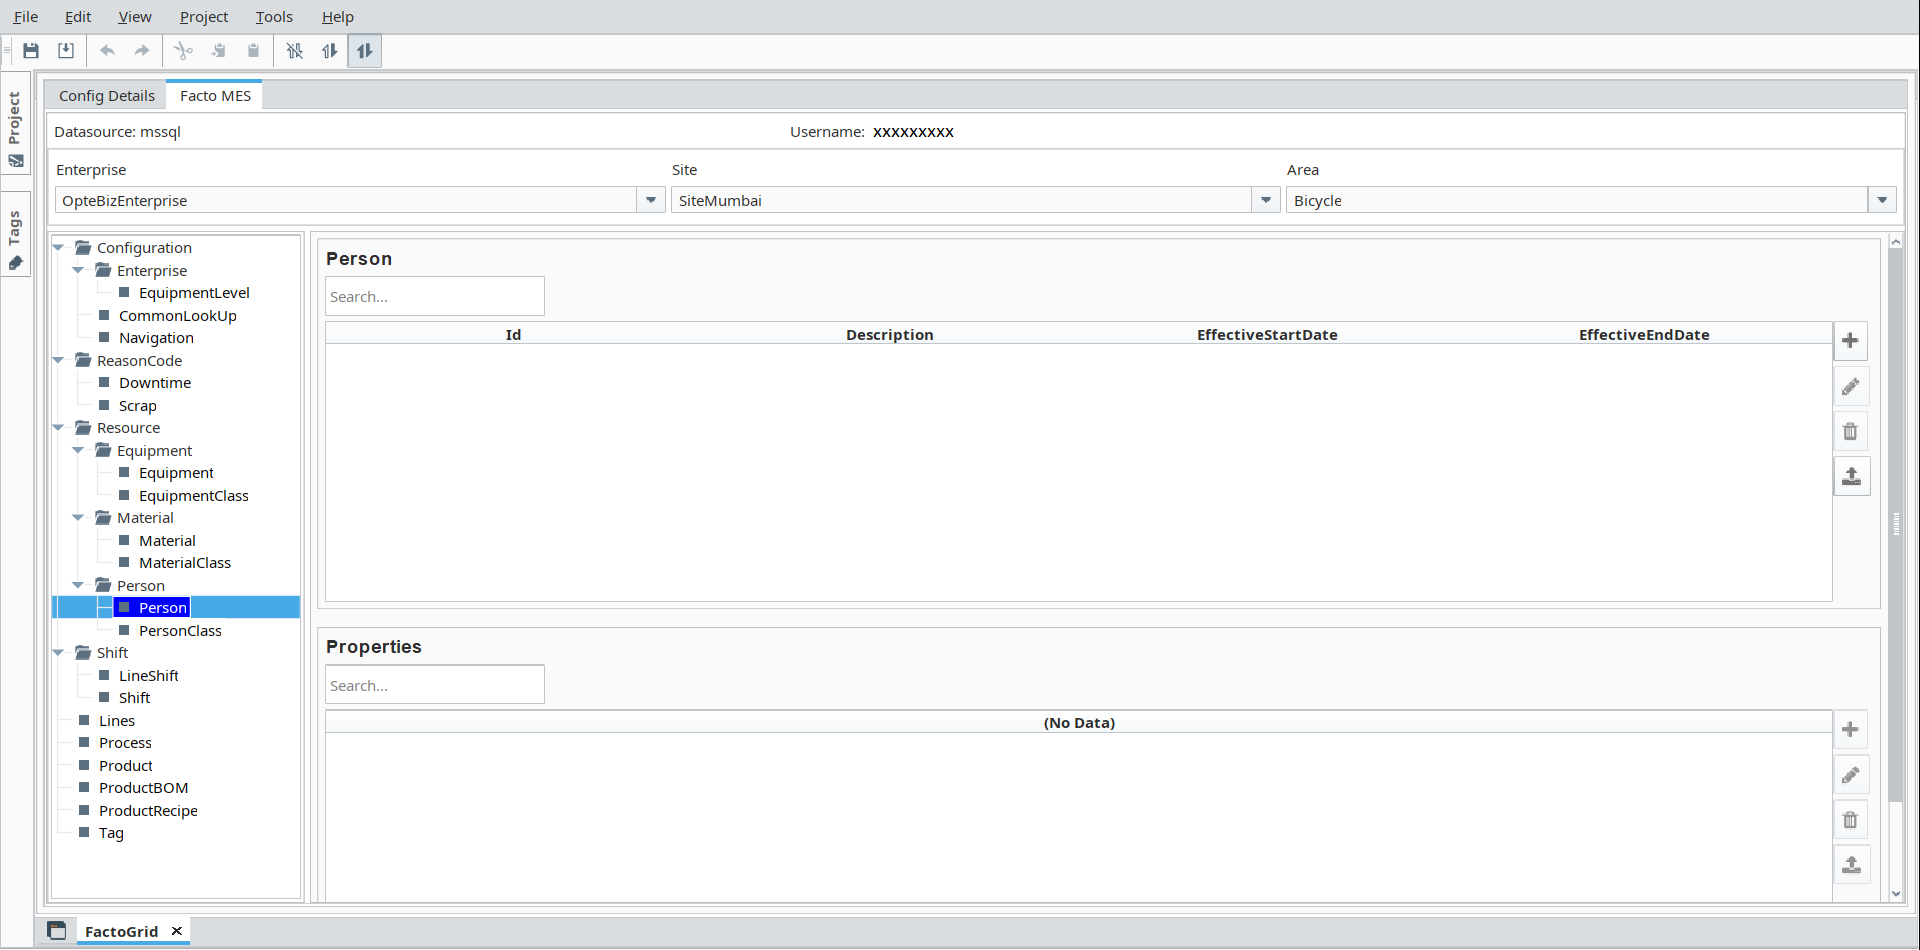 File Edit View Project Tools Help
Project
Tags
Config Details Facto MES
Datasource: mssql Username: xxxxxxxxx
Enterprise Site Area
OpteBizEnterprise SiteMumbai Bicycle
Configuration
Enterprise
EquipmentLevel
CommonLookUp
Navigation
ReasonCode
Downtime
Scrap
Resource
Equipment
Equipment
EquipmentClass
Material
Material
MaterialClass
Person
Person
PersonClass
Shift
LineShift
Shift
Lines
Process
Product
ProductBOM
ProductRecipe
Tag
Person
Search...
Id Description EffectiveStartDate EffectiveEndDate
Properties
Search...
(No Data)
FactoGrid